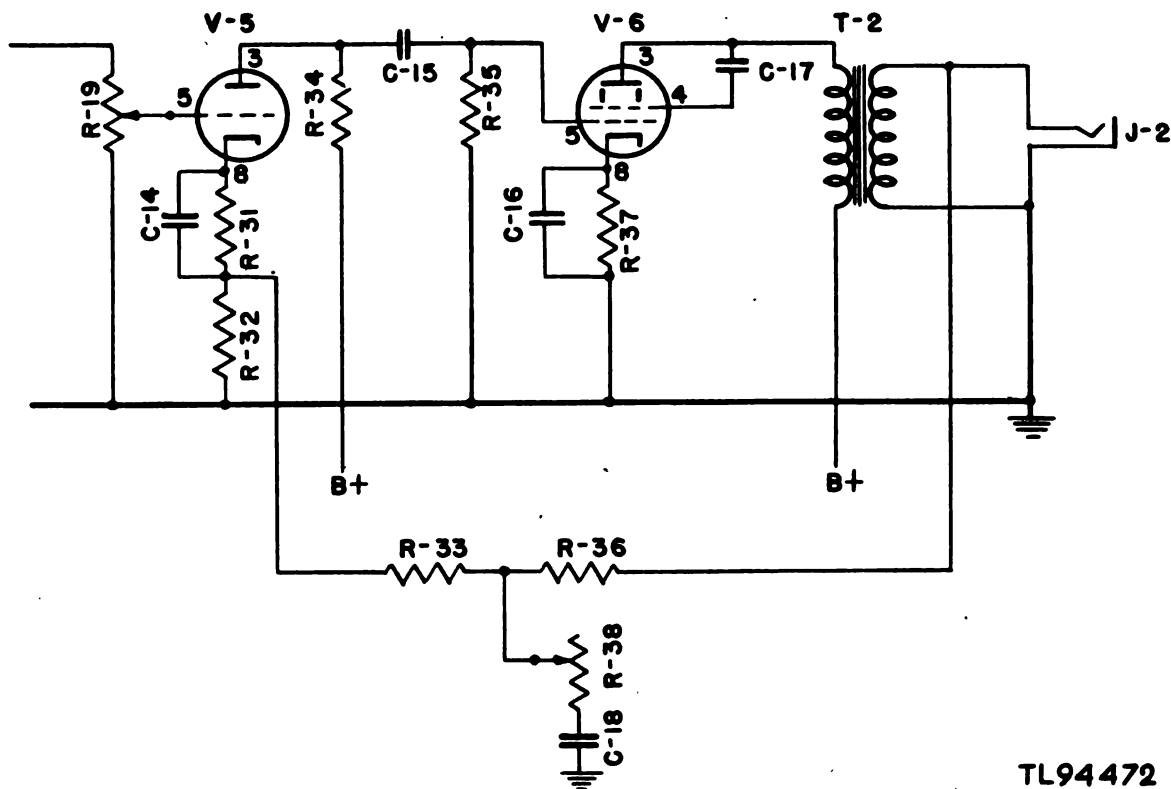 V-5
V-6
T-2
3
3
C-15
C-17
R-19
5
R-34
R-35
4
5
J-2
8
8
C-14
R-31
C-16
R-37
R-32
B+
B+
R-33
R-36
R-38
C-18
TL94472